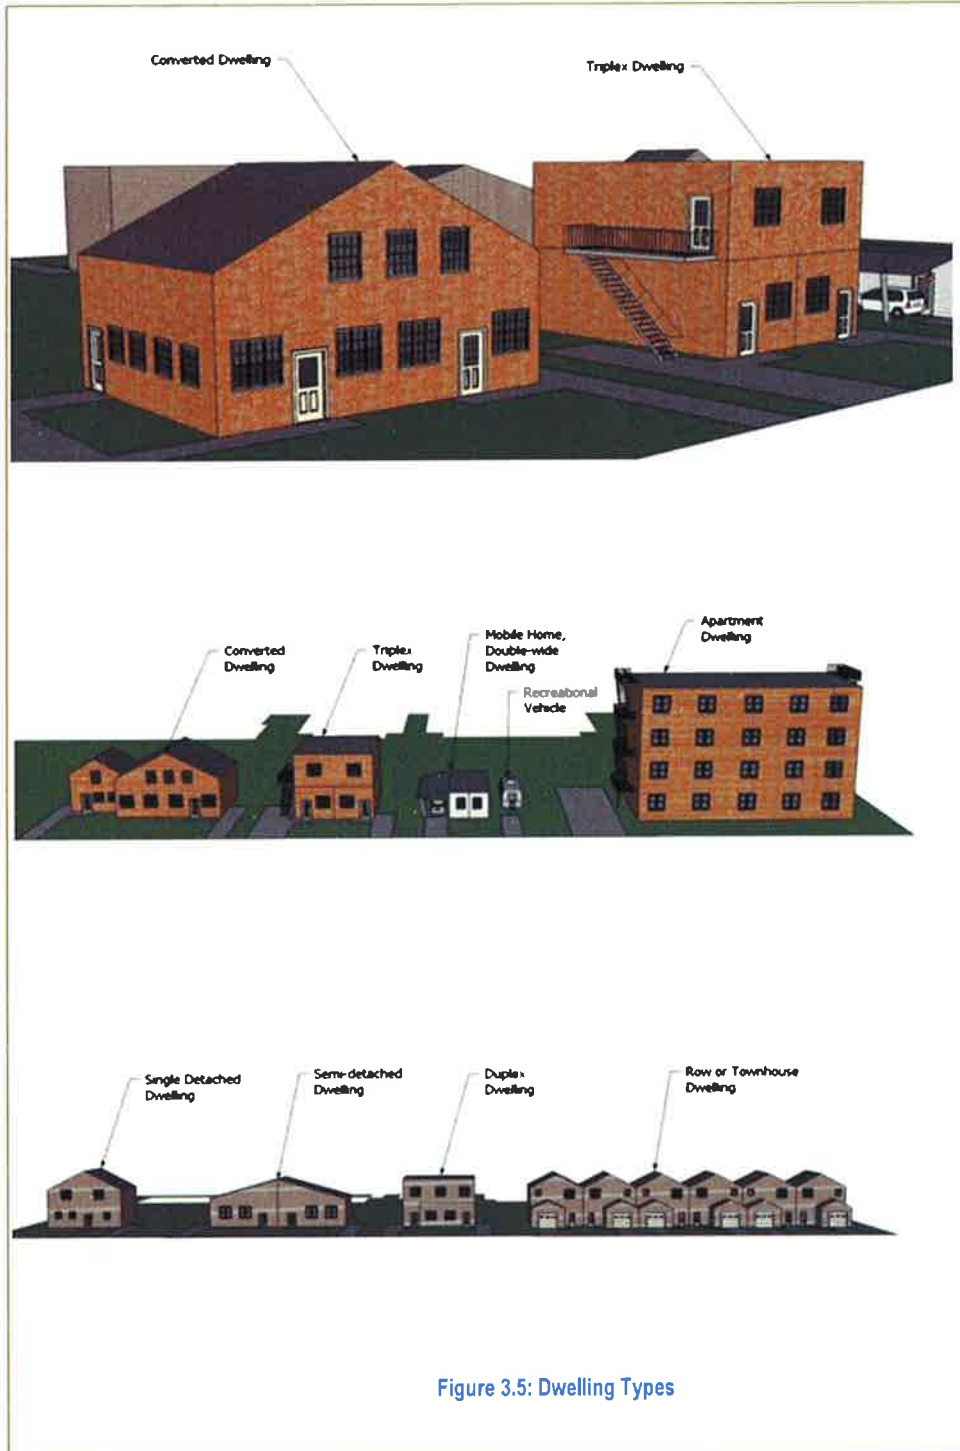 Converted Dwelling
Triplex Dwelling
Converted
Dwelling
Triplex
Dwelling
Mobile Home,
Double-wide
Dwelling
Recreational
Vehicle
Apartment
Dwelling
Single Detached
Dwelling
Semi-detached
Dwelling
Duplex
Dwelling
Row or Townhouse
Dwelling
Figure 3.5: Dwelling Types